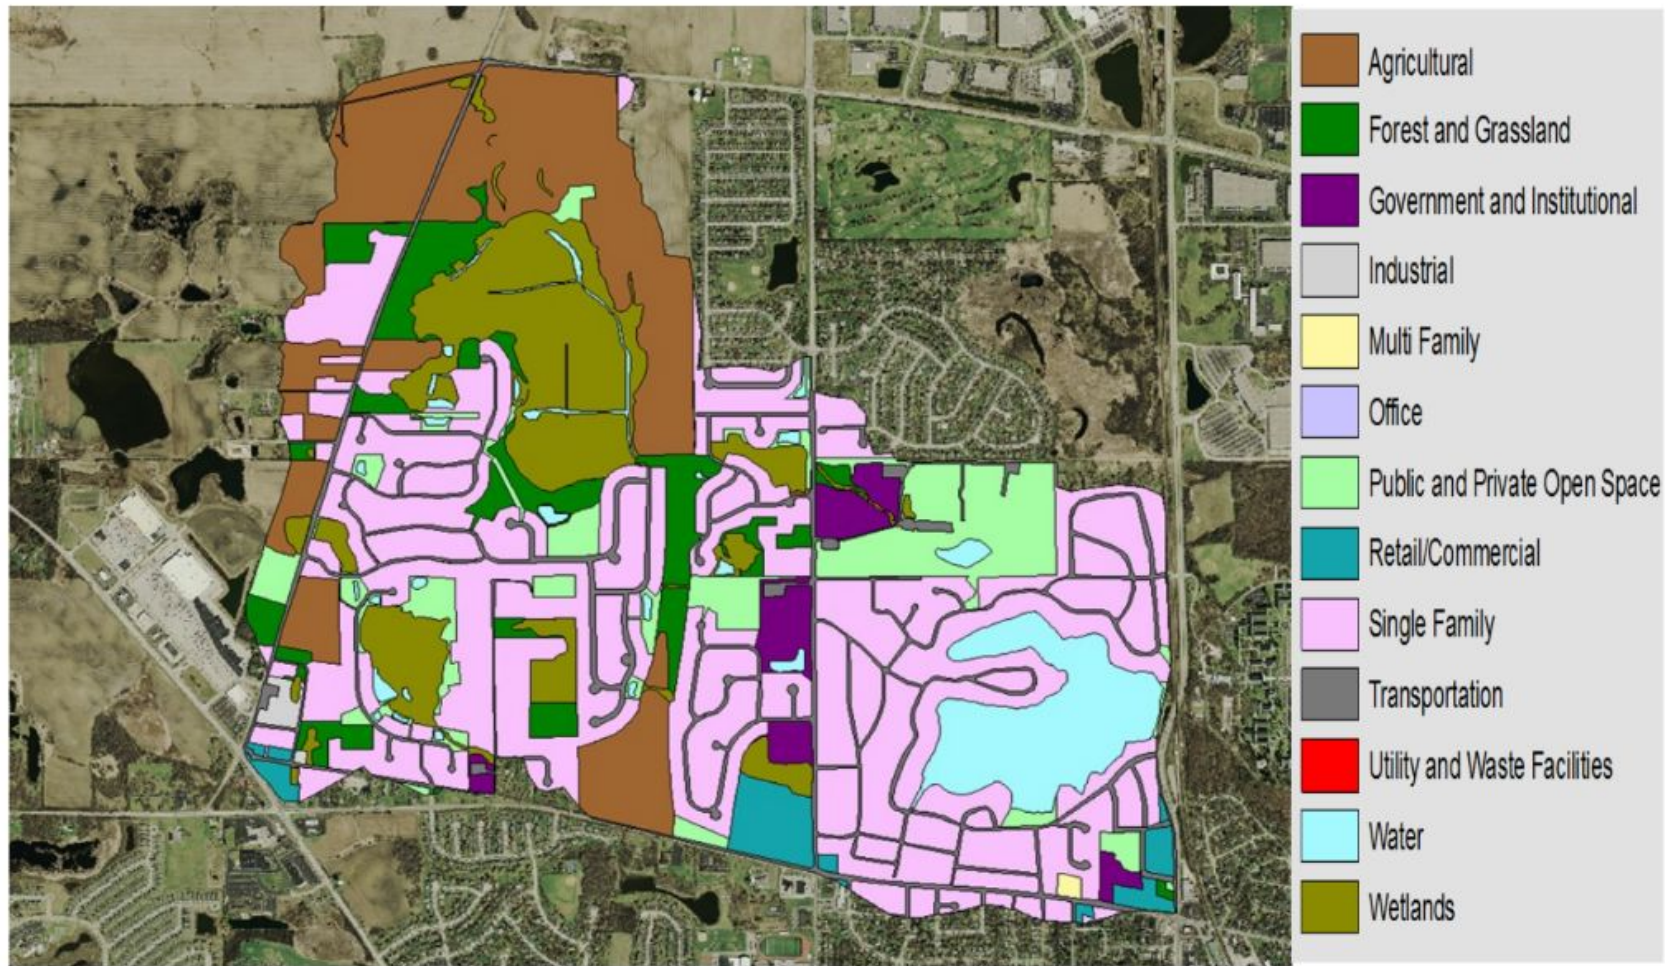 Agricultural
Forest and Grassland
Government and Institutional
Industrial
Multi Family
Office
Public and Private Open Space
Retail/Commercial
Single Family
Transportation
Utility and Waste Facilities
Water
Wetlands